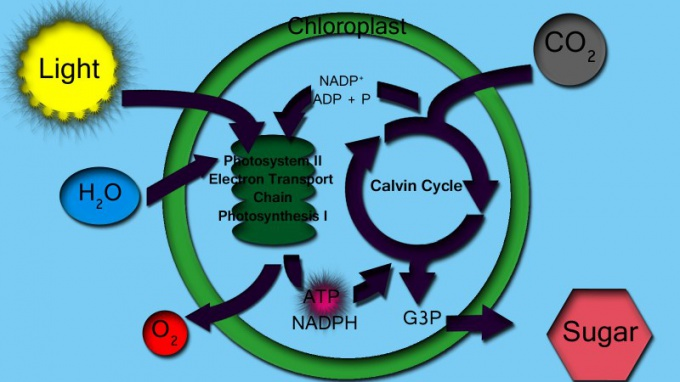 Chloroplast
Light
CO₂
NADP⁺
ADP + P
Photosystem II
Electron Transport
Chain
Photosynthesis I
Calvin Cycle
H₂O
ATP
NADPH
G3P
O₂
Sugar